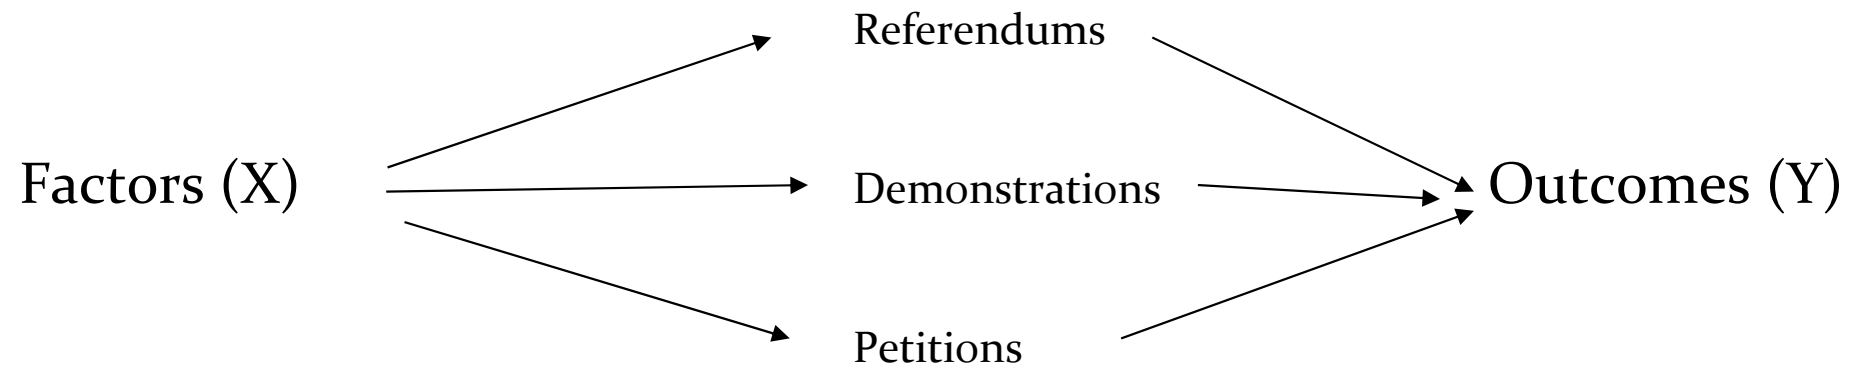 Referendums
Factors (X)
Demonstrations
Outcomes (Y)
Petitions